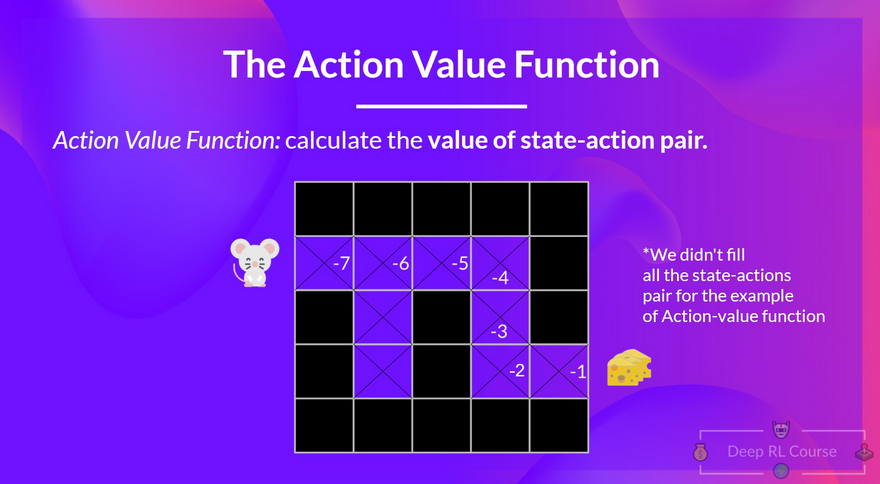 The Action Value Function
Action Value Function: calculate the value of state-action pair.
-7 -6 -5 -4
-3
-2 -1
*We didn't fill
all the state-actions
pair for the example
of Action-value function
Deep RL Course